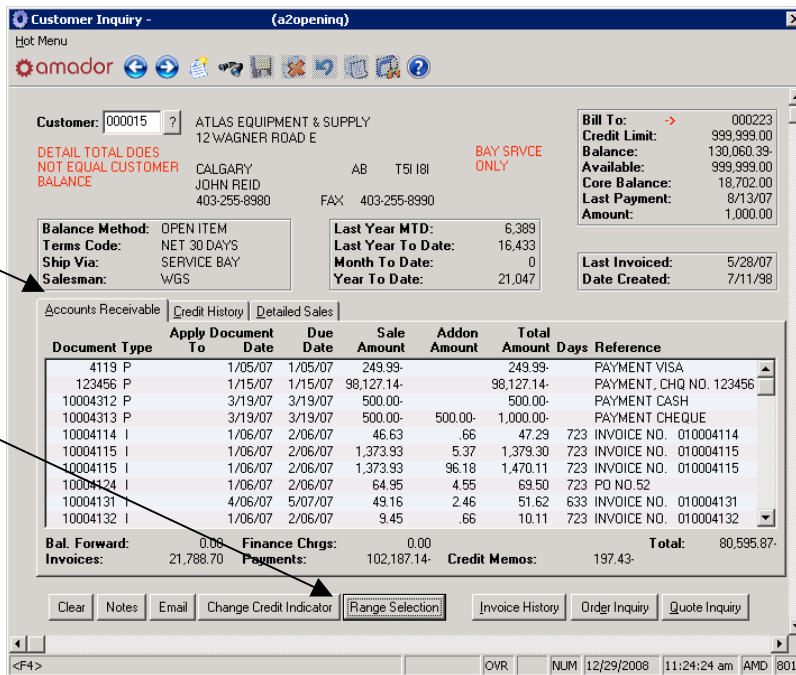 Customer Inquiry - (a2openinq)
Hot Menu
amador
Customer: 000015 ? ATLAS EQUIPMENT & SUPPLY
12 WAGNER ROAD E
DETAIL TOTAL DOES
NOT EQUAL CUSTOMER
BALANCE
BAY SRVCE
ONLY
CALGARY AB T5I I8I
JOHN REID
403-255-8980 FAX 403-255-8990
Bill To: -> 000223
Credit Limit: 999,999.00
Balance: 130,060.39-
Available: 999,999.00
Core Balance: 18,702.00
Last Payment: 8/13/07
Amount: 1,000.00
Balance Method: OPEN ITEM
Terms Code: NET 30 DAYS
Ship Via: SERVICE BAY
Salesman: WGS
Last Year MTD: 6,389
Last Year To Date: 16,433
Month To Date: 0
Year To Date: 21,047
Last Invoiced: 5/28/07
Date Created: 7/11/98
Accounts Receivable Credit History Detailed Sales
Apply Document Due Sale Addon Total
Document Type To Date Date Amount Amount Amount Days Reference
4119 P 1/05/07 1/05/07 249.99- 249.99- PAYMENT VISA
123456 P 1/15/07 1/15/07 98,127.14- 98,127.14- PAYMENT, CHQ NO. 123456
10004312 P 3/19/07 3/19/07 500.00- 500.00- PAYMENT CASH
10004313 P 3/19/07 3/19/07 500.00- 500.00- 1,000.00- PAYMENT CHEQUE
10004114 I 1/06/07 2/06/07 46.63 .66 47.29 723 INVOICE NO. 010004114
10004115 I 1/06/07 2/06/07 1,373.93 5.37 1,379.30 723 INVOICE NO. 010004115
10004115 I 1/06/07 2/06/07 1,373.93 96.18 1,470.11 723 INVOICE NO. 010004115
10004124 I 1/06/07 2/06/07 64.95 4.55 69.50 723 PO NO.52
10004131 I 4/06/07 5/07/07 49.16 2.46 51.62 633 INVOICE NO. 010004131
10004132 I 1/06/07 2/06/07 9.45 .66 10.11 723 INVOICE NO. 010004132
Bal. Forward: 0.00 Finance Chrgs: 0.00 Total: 80,595.87-
Invoices: 21,788.70 Payments: 102,187.14- Credit Memos: 197.43-
Clear Notes Email Change Credit Indicator Range Selection Invoice History Order Inquiry Quote Inquiry
<F4> OVR NUM 12/29/2008 11:24:24 am AMD 801